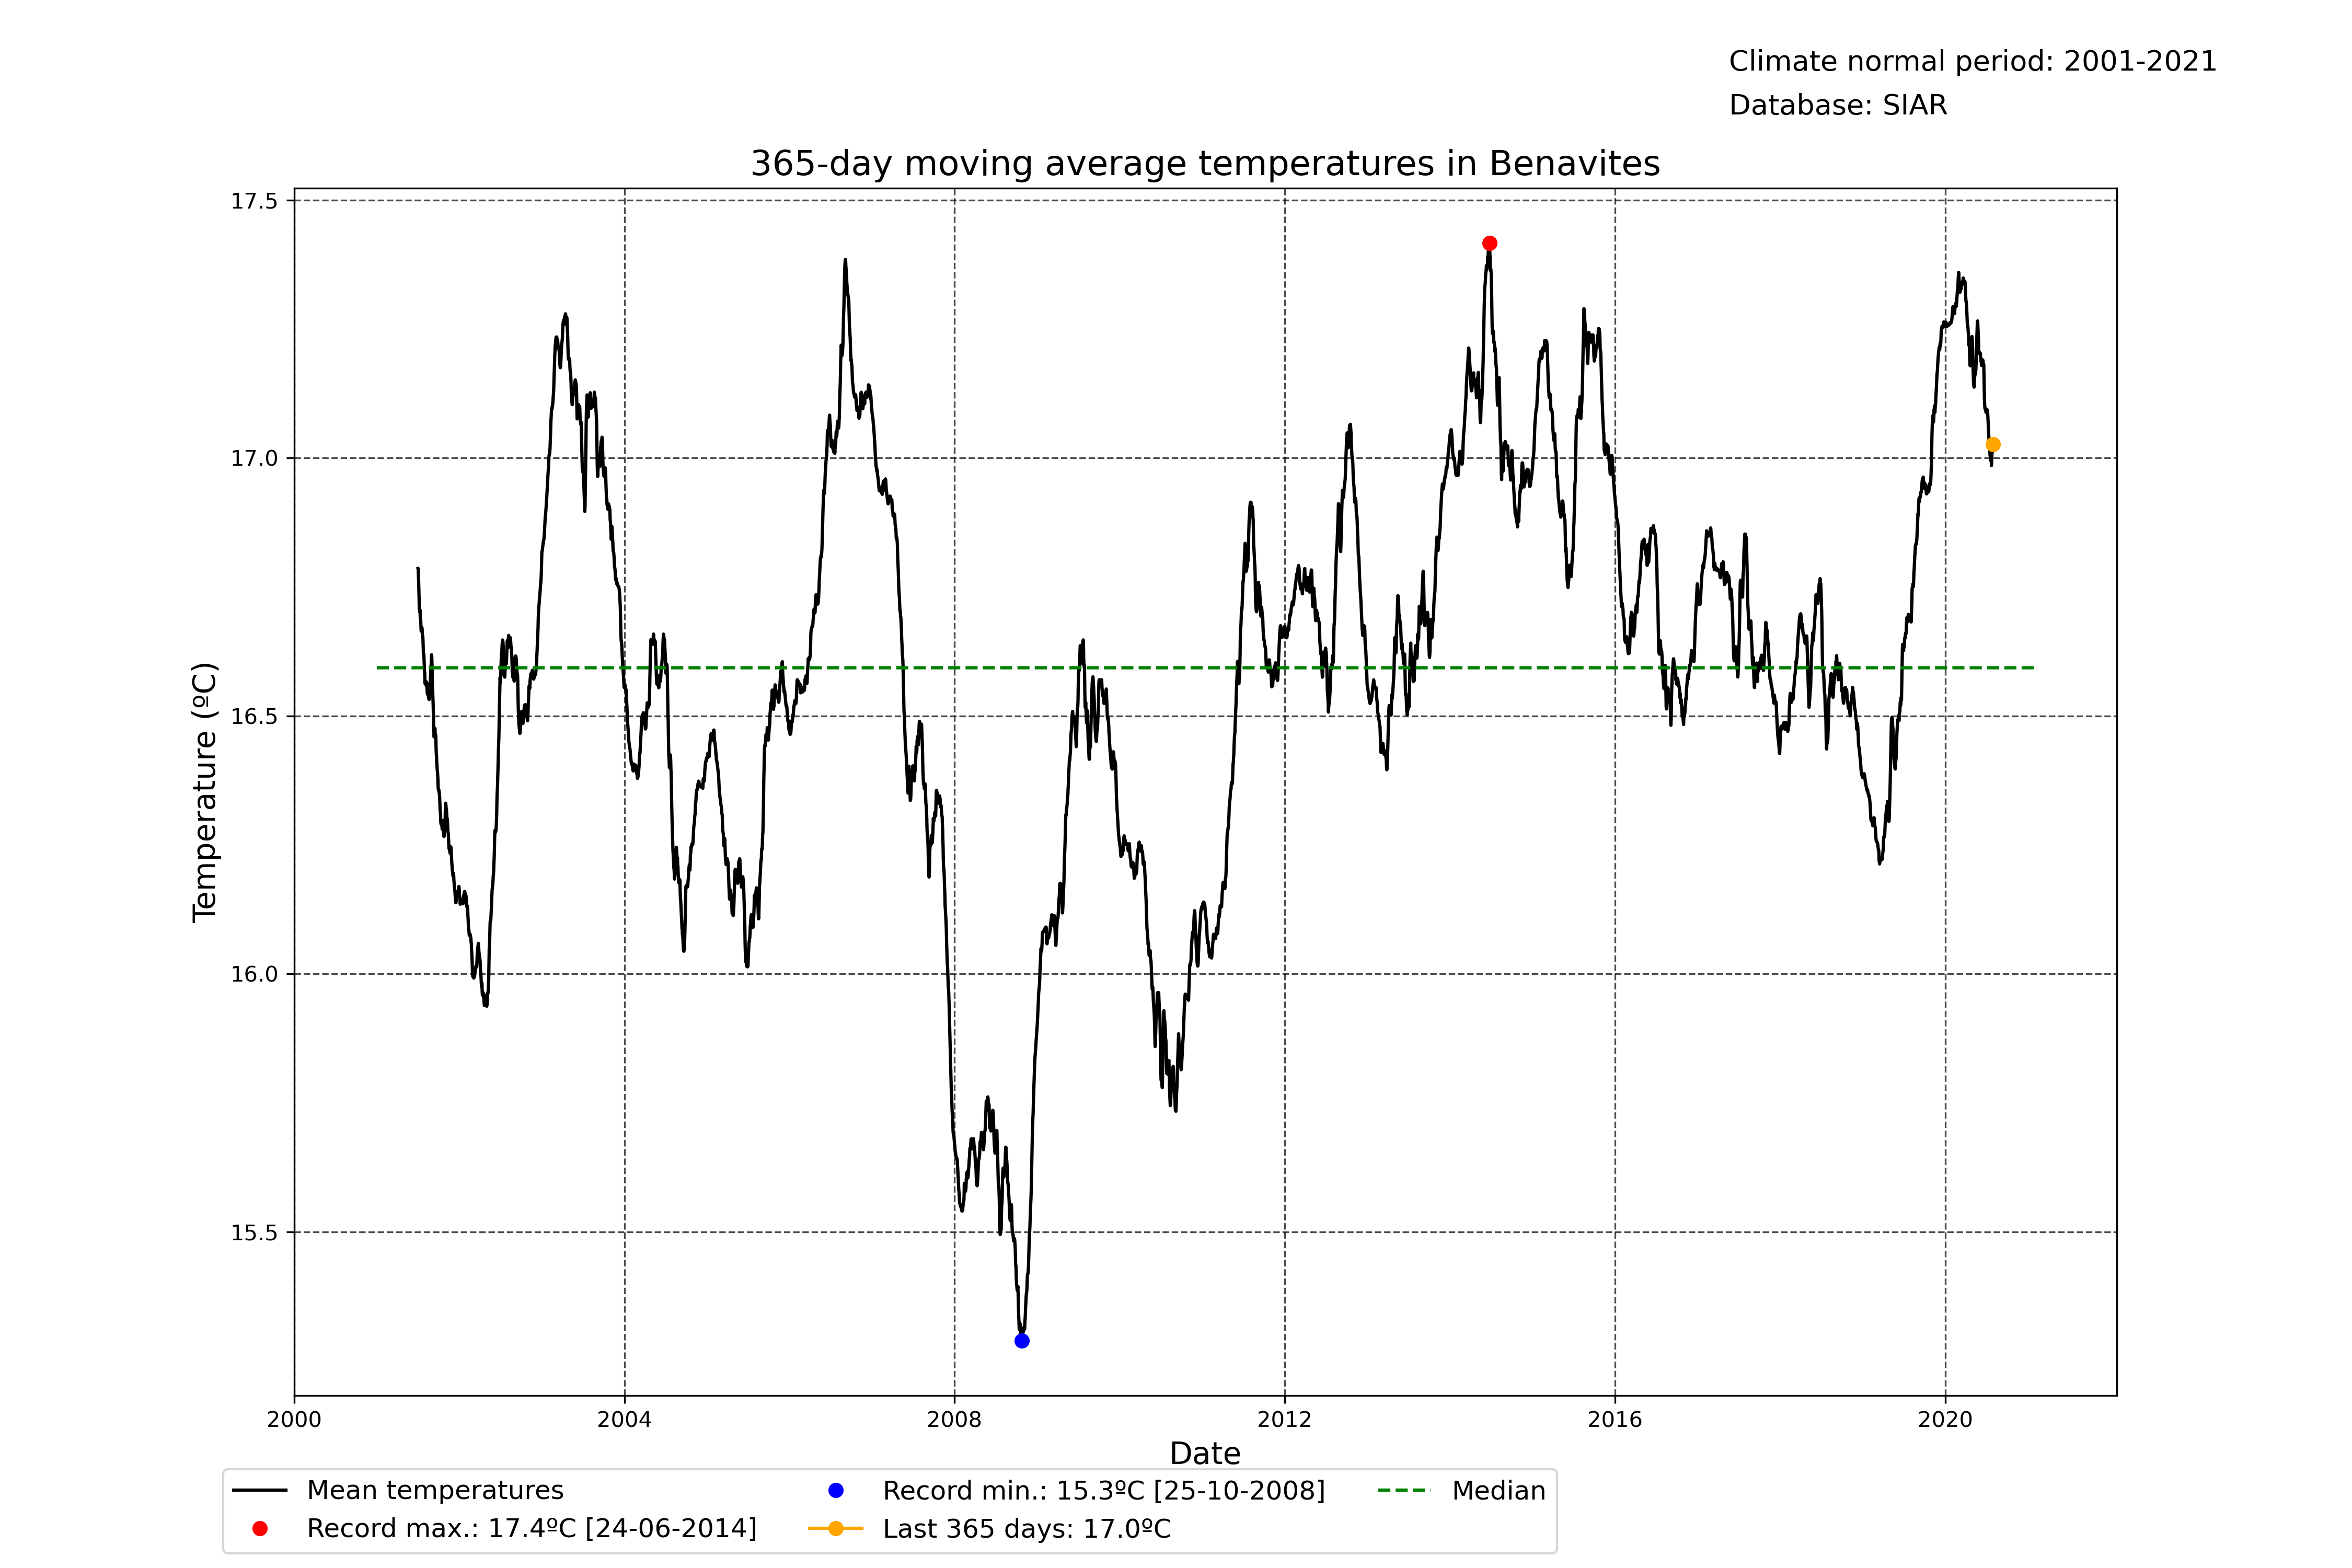 Climate normal period: 2001-2021
Database: SIAR
365-day moving average temperatures in Benavites
17.5
17.0
16.5
16.0
15.5
Temperature (ºC)
2000 2004 2008 2012 2016 2020
Date
Mean temperatures
Record max.: 17.4ºC [24-06-2014]
Record min.: 15.3ºC [25-10-2008]
Last 365 days: 17.0ºC
Median